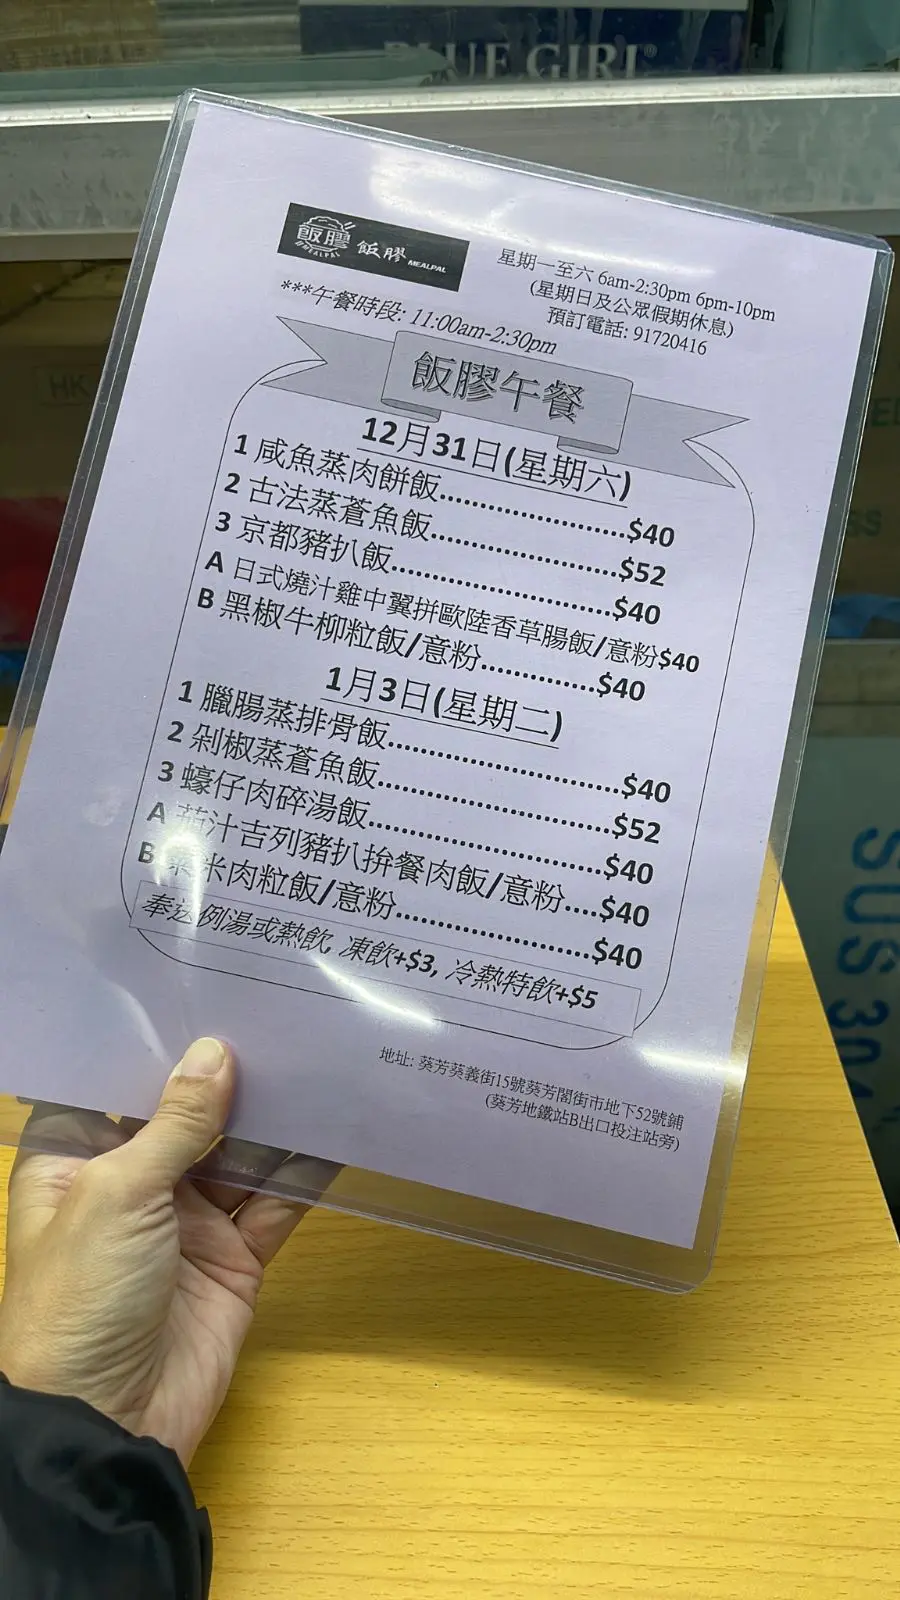 BLUE GIRL®
HK
飯膠
MEALPAL
飯膠 MEALPAL
星期一至六 6am-2:30pm 6pm-10pm
(星期日及公眾假期休息)
預訂電話: 91720416
***午餐時段: 11:00am-2:30pm
飯膠午餐
12月31日(星期六)
1 咸魚蒸肉餅飯....................$40
2 古法蒸蒼魚飯....................$52
3 京都豬扒飯........................$40
A 日式燒汁雞中翼拼歐陸香草腸飯/意粉$40
B 黑椒牛柳粒飯/意粉..............$40
1月3日(星期二)
1 臘腸蒸排骨飯........................$40
2 剁椒蒸蒼魚飯........................$52
3 蠔仔肉碎湯飯........................$40
A 茄汁吉列豬扒拚餐肉飯/意粉....$40
B 粟米肉粒飯/意粉....................$40
奉送例湯或熱飲, 凍飲+$3, 冷熱特飲+$5
地址: 葵芳葵義街15號葵芳閣街市地下52號鋪
(葵芳地鐵站B出口投注站旁)
SUS 304